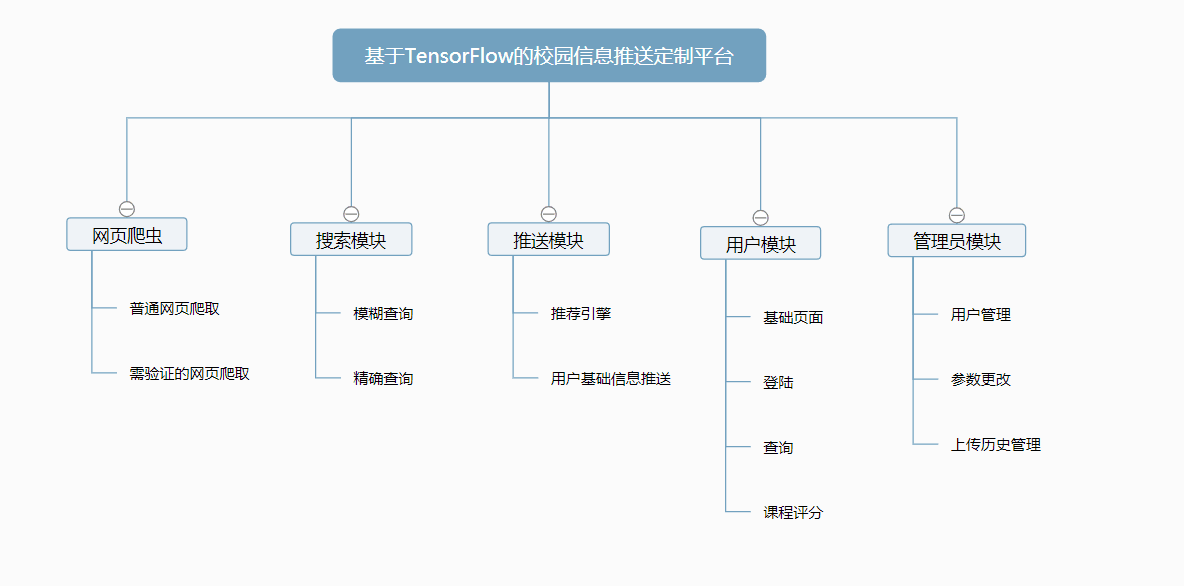 基于TensorFlow的校园信息推送定制平台
网页爬虫
普通网页爬取
需验证的网页爬取
搜索模块
模糊查询
精确查询
推送模块
推荐引擎
用户基础信息推送
用户模块
基础页面
登陆
查询
课程评分
管理员模块
用户管理
参数更改
上传历史管理